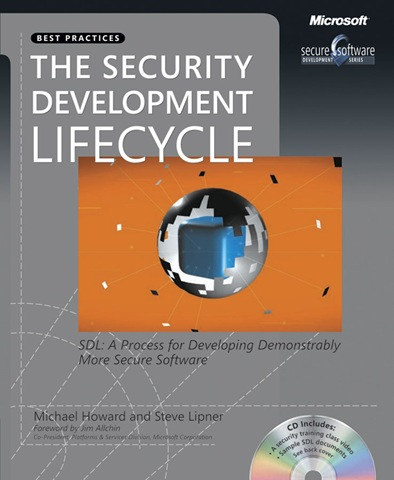 Microsoft
BEST PRACTICES
secure software
DEVELOPMENT SERIES
THE SECURITY
DEVELOPMENT
LIFECYCLE
SDL: A Process for Developing Demonstrably
More Secure Software
Michael Howard and Steve Lipner
Foreword by Jim Allchin
Co-President, Platforms & Services Division, Microsoft Corporation
CD Includes:
• A security training class video
• Sample SDL documents
See back cover